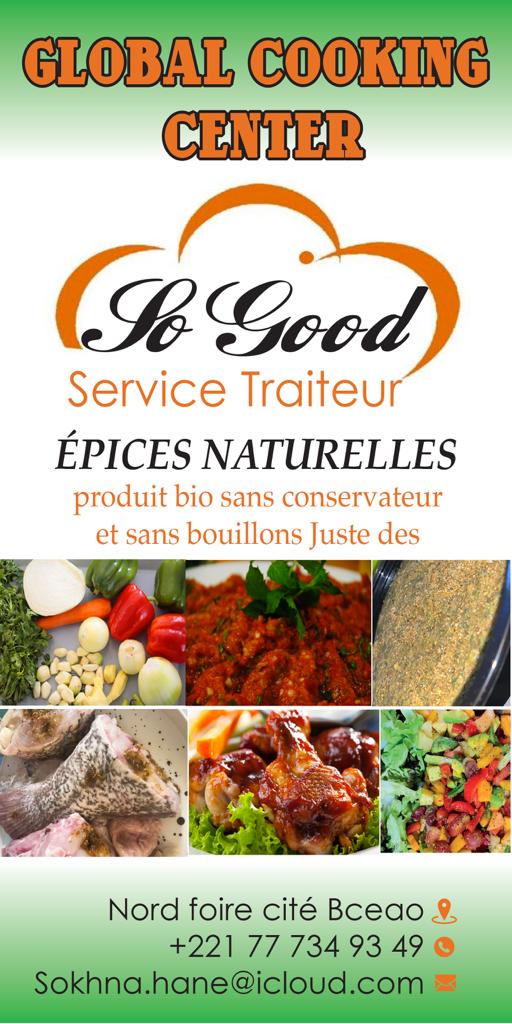 GLOBAL COOKING
CENTER
So Good
Service Traiteur
ÉPICES NATURELLES
produit bio sans conservateur
et sans bouillons Juste des
Nord foire cité Bceao
+221 77 734 93 49
Sokhna.hane@icloud.com